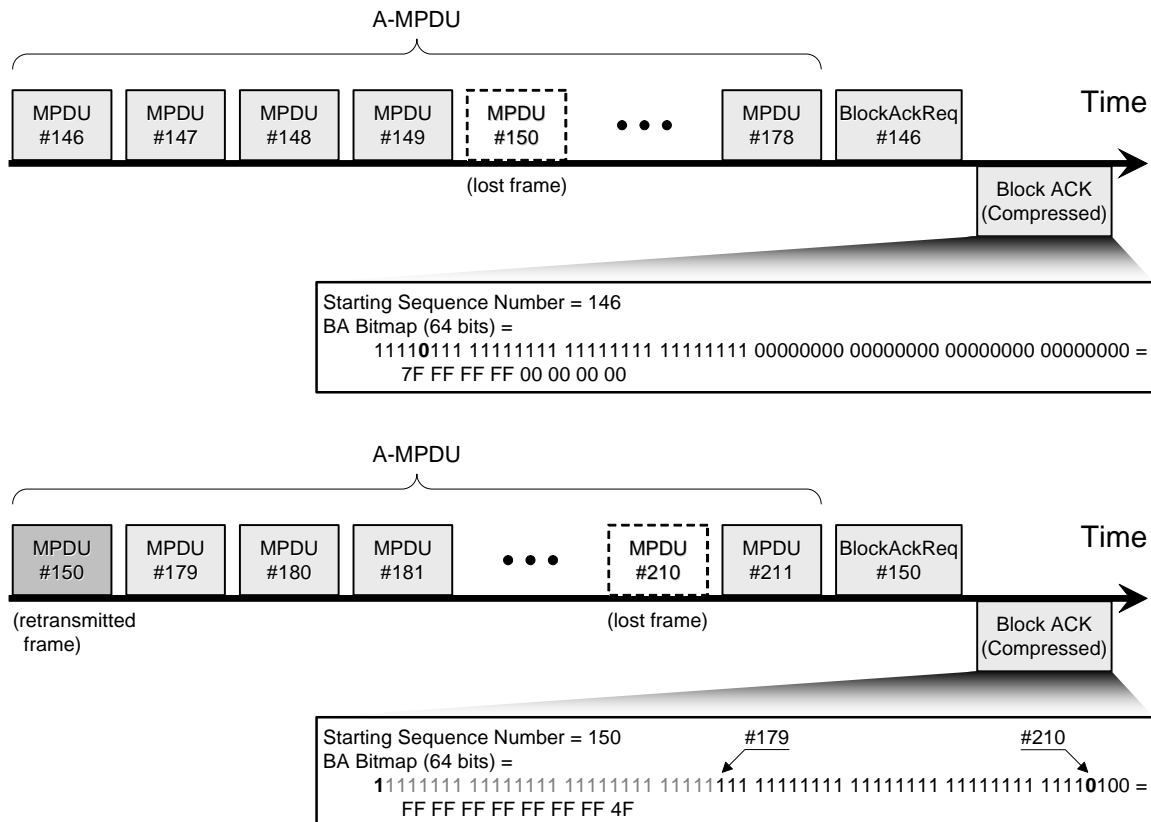 A-MPDU
MPDU #146
MPDU #147
MPDU #148
MPDU #149
MPDU #150
MPDU #178
BlockAckReq #146
Time
(lost frame)
Block ACK (Compressed)
Starting Sequence Number = 146
BA Bitmap (64 bits) =
11110111 11111111 11111111 11111111 00000000 00000000 00000000 00000000 =
7F FF FF FF 00 00 00 00
A-MPDU
MPDU #150
MPDU #179
MPDU #180
MPDU #181
MPDU #210
MPDU #211
BlockAckReq #150
Time
(retransmitted frame)
(lost frame)
Block ACK (Compressed)
Starting Sequence Number = 150
#179
#210
BA Bitmap (64 bits) =
11111111 11111111 11111111 11111111 11111111 11111111 11111111 11110100 =
FF FF FF FF FF FF FF 4F